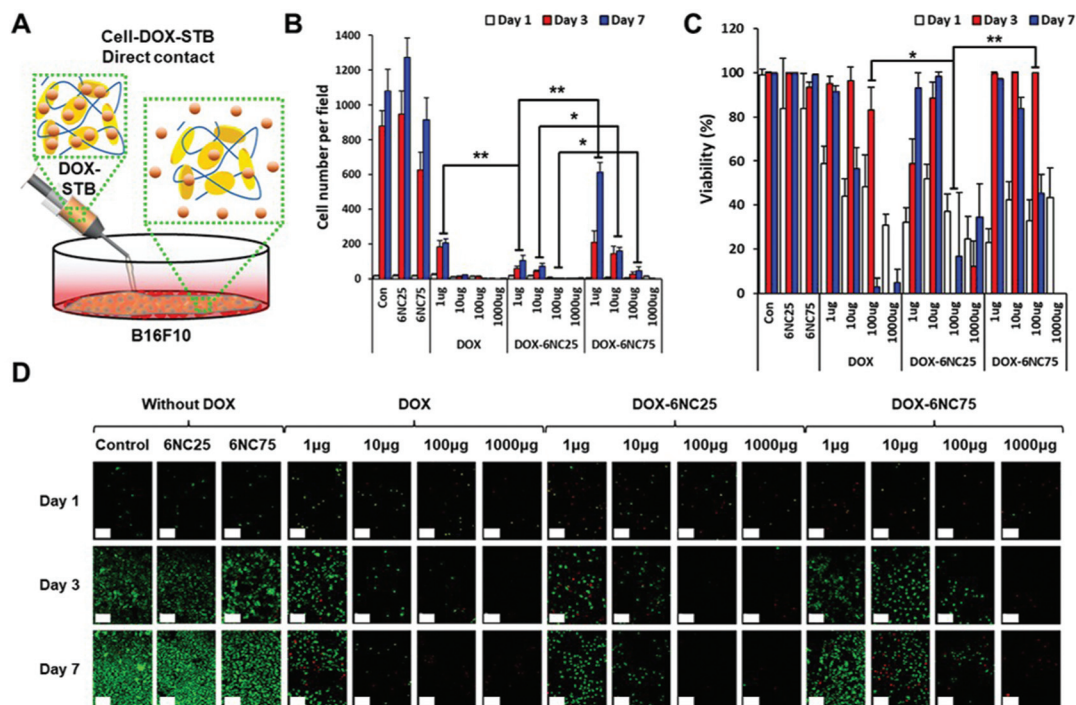 A
Cell-DOX-STB
Direct contact
DOX-
STB
B16F10
B
Day 1 Day 3 Day 7
Cell number per field
1400
1200
1000
800
600
400
200
0
**
*
*
**
Con 6NC25 6NC75 1ug 10ug 100ug 1000ug 1ug 10ug 100ug 1000ug 1ug 10ug 100ug 1000ug
DOX DOX-6NC25 DOX-6NC75
C
Day 1 Day 3 Day 7
Viability (%)
120
100
80
60
40
20
0
* **
Con 6NC25 6NC75 1ug 10ug 100ug 1000ug 1ug 10ug 100ug 1000ug 1ug 10ug 100ug 1000ug
DOX DOX-6NC25 DOX-6NC75
D
Without DOX DOX DOX-6NC25 DOX-6NC75
Control 6NC25 6NC75 1μg 10μg 100μg 1000μg 1μg 10μg 100μg 1000μg 1μg 10μg 100μg 1000μg
Day 1
Day 3
Day 7